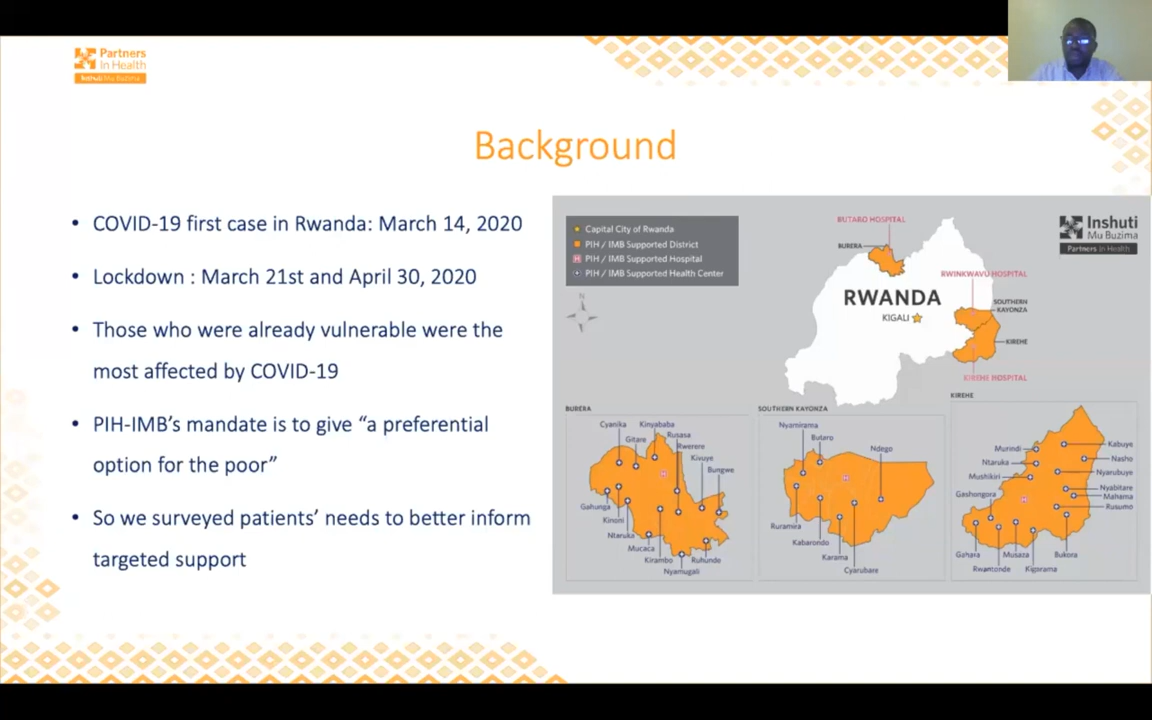 Partners
In Health
Inshuti Mu Buzima
Background
• COVID-19 first case in Rwanda: March 14, 2020
• Lockdown : March 21st and April 30, 2020
• Those who were already vulnerable were the
most affected by COVID-19
• PIH-IMB's mandate is to give “a preferential
option for the poor”
• So we surveyed patients' needs to better inform
targeted support
Capital City of Rwanda
PIH / IMB Supported District
PIH / IMB Supported Hospital
PIH / IMB Supported Health Center
N
Inshuti
Mu Buzima
Partners In Health
BUTARO HOSPITAL
BURERA
RWINKWAVU HOSPITAL
RWANDA
SOUTHERN
KAYONZA
KIGALI
KIREHE
KIREHE HOSPITAL
BURERA
Cyanika
Kinyababa
Gitare
Rusasa
Rwerere
Kivuye
Bungwe
Gahunga
Kinoni
Ntaruka
Mucaca
Kirambo
Ruhunde
Nyamugali
SOUTHERN KAYONZA
Nyamirama
Butaro
Ndego
Ruramira
Kabarondo
Karama
Cyarubare
KIREHE
Murindi
Kabuye
Ntaruka
Nasho
Mushikiri
Nyarubuye
Gashongora
Nyabitare
Mahama
Rusumo
Gahara
Musaza
Bukora
Rwantonde
Kigarama